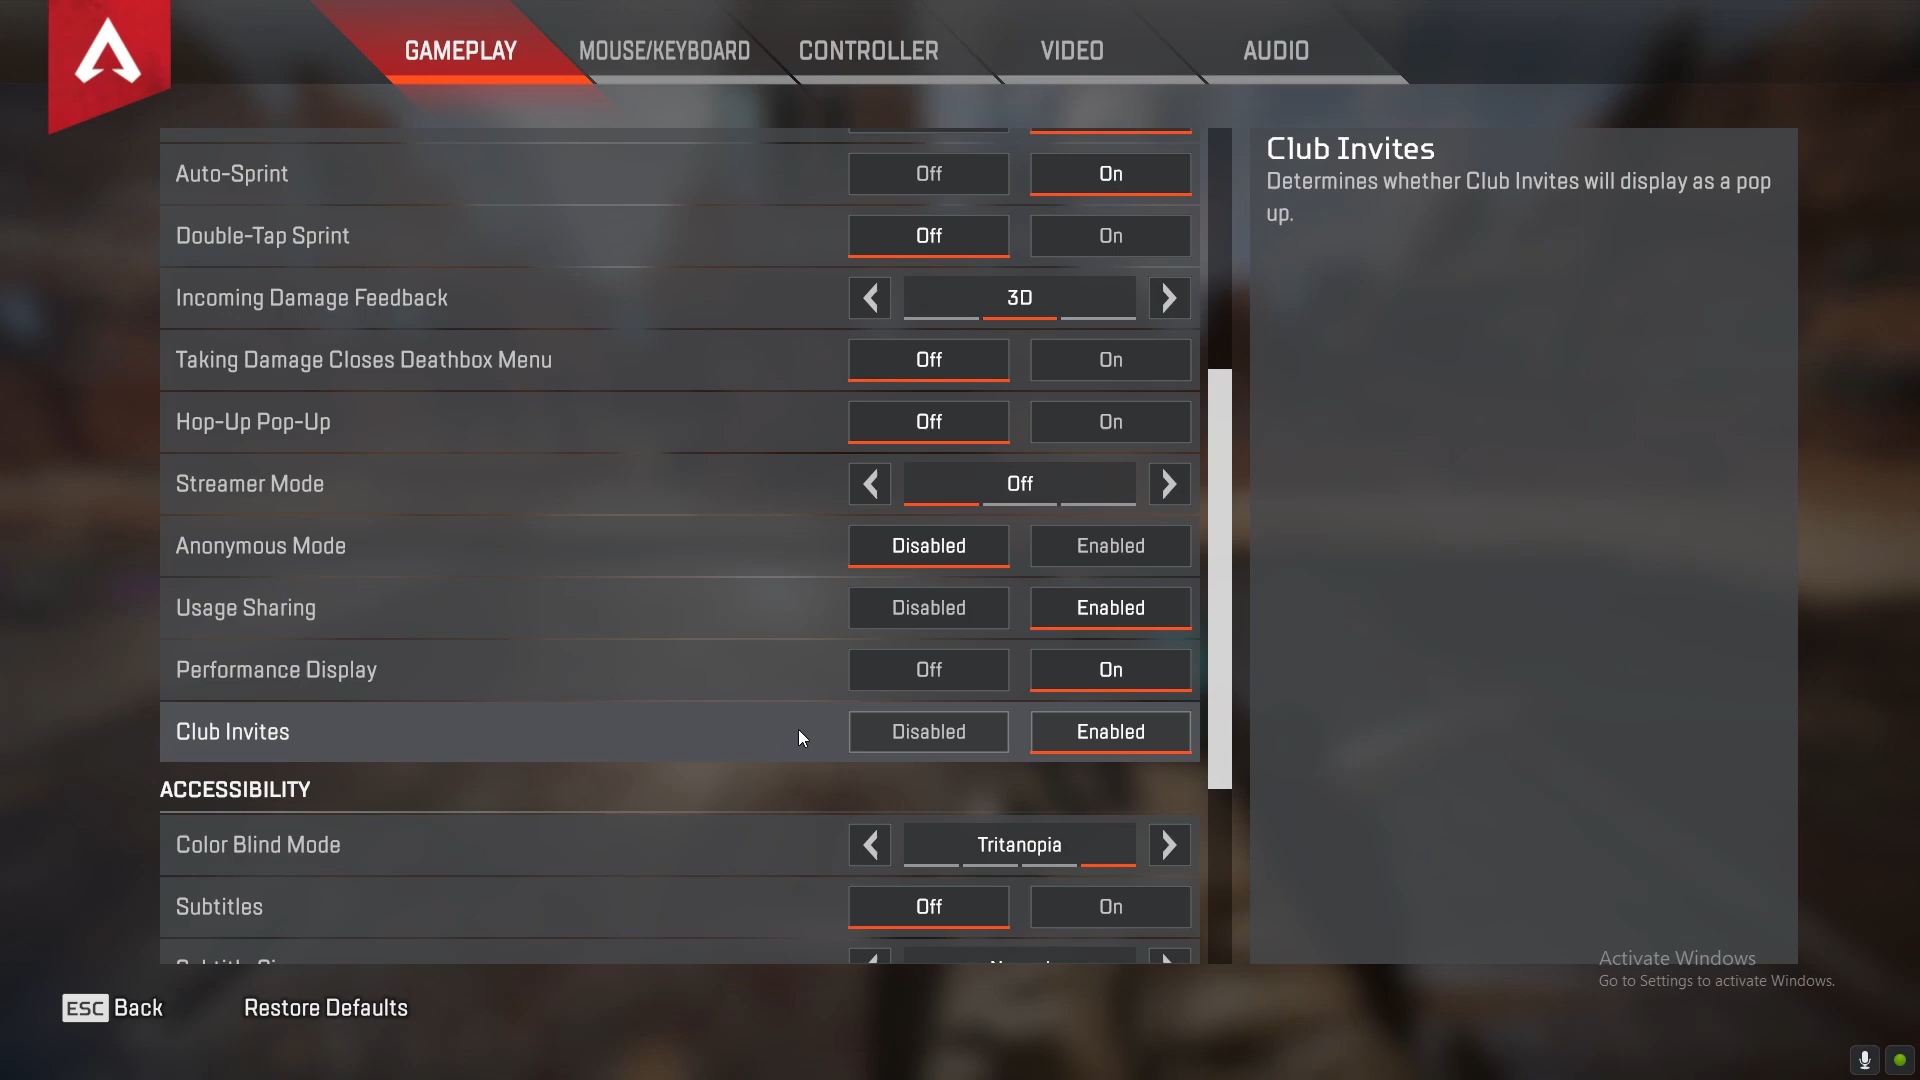 GAMEPLAY MOUSE/KEYBOARD CONTROLLER VIDEO AUDIO
Auto-Sprint Off On
Double-Tap Sprint Off On
Incoming Damage Feedback 3D
Taking Damage Closes Deathbox Menu Off On
Hop-Up Pop-Up Off On
Streamer Mode Off
Anonymous Mode Disabled Enabled
Usage Sharing Disabled Enabled
Performance Display Off On
Club Invites Disabled Enabled
ACCESSIBILITY
Color Blind Mode Tritanopia
Subtitles Off On
Club Invites
Determines whether Club Invites will display as a pop
up.
Activate Windows
Go to Settings to activate Windows.
ESC Back Restore Defaults